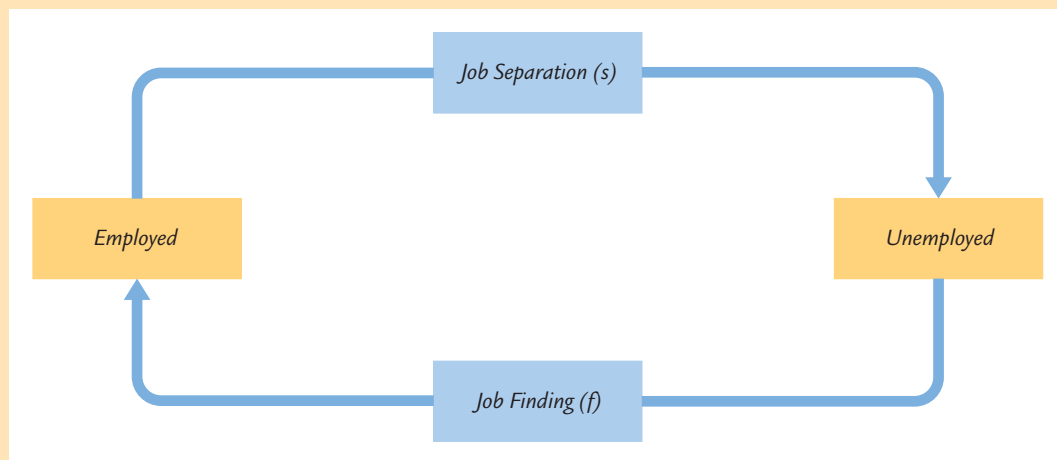 Job Separation (s)
Employed
Unemployed
Job Finding (f)